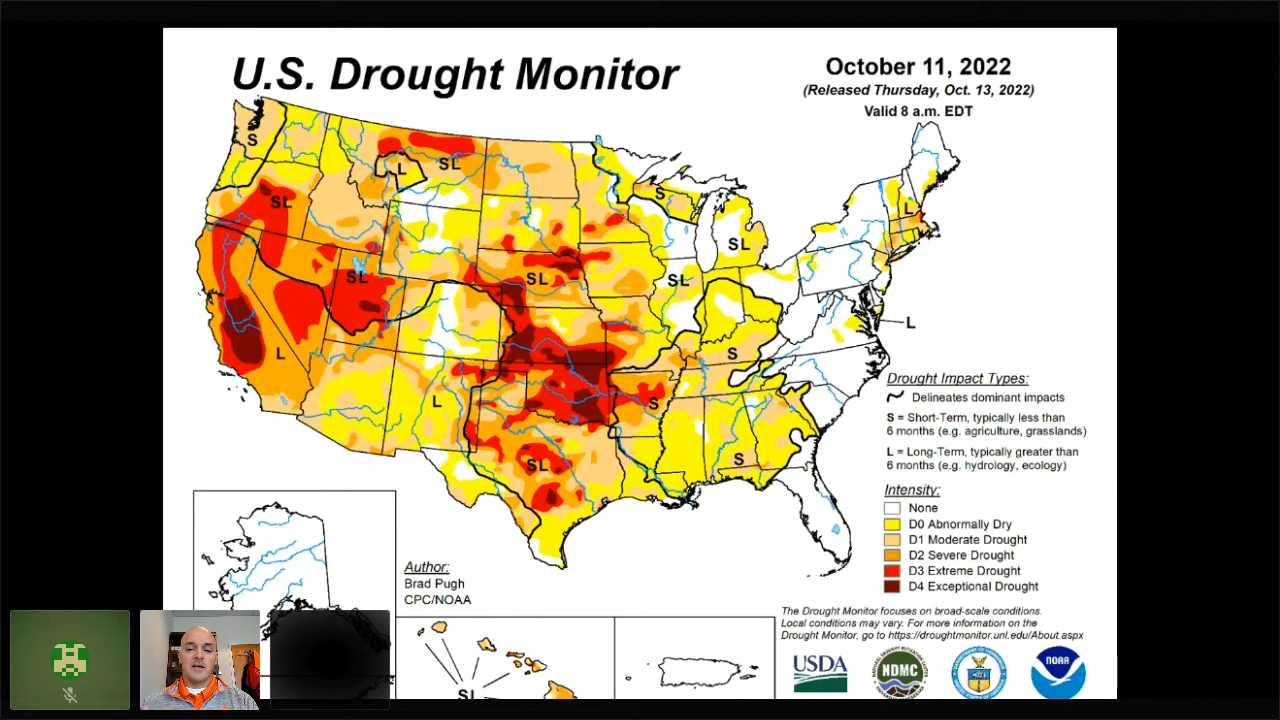 U.S. Drought Monitor
October 11, 2022
(Released Thursday, Oct. 13, 2022)
Valid 8 a.m. EDT
S
L
SL
S
SL
L
SL
SL
SL
SL
L
L
S
L
S
SL
S
Drought Impact Types:
Delineates dominant impacts
S = Short-Term, typically less than
6 months (e.g. agriculture, grasslands)
L = Long-Term, typically greater than
6 months (e.g. hydrology, ecology)
Intensity:
None
D0 Abnormally Dry
D1 Moderate Drought
D2 Severe Drought
D3 Extreme Drought
D4 Exceptional Drought
Author:
Brad Pugh
CPC/NOAA
SL
The Drought Monitor focuses on broad-scale conditions.
Local conditions may vary. For more information on the
Drought Monitor, go to https://droughtmonitor.unl.edu/About.aspx
USDA
NDMC
NOAA